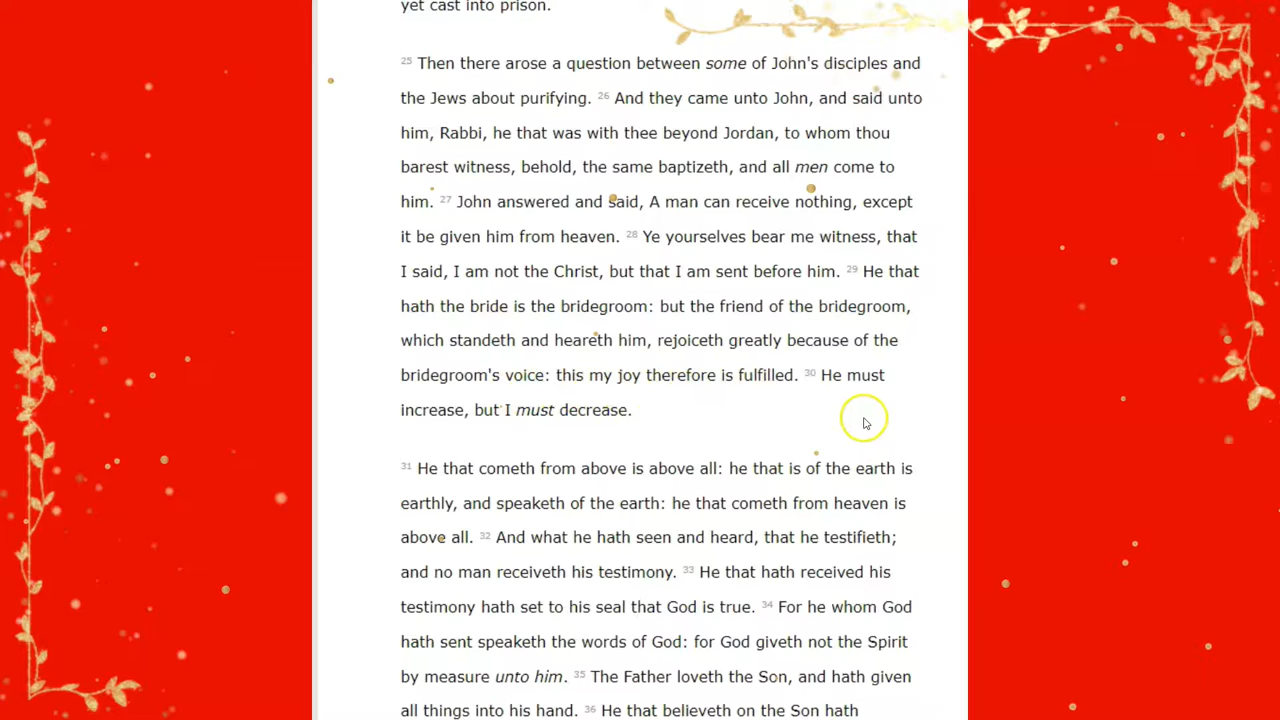 yet cast into prison.
25 Then there arose a question between some of John's disciples and
the Jews about purifying. 26 And they came unto John, and said unto
him, Rabbi, he that was with thee beyond Jordan, to whom thou
barest witness, behold, the same baptizeth, and all men come to
him. 27 John answered and said, A man can receive nothing, except
it be given him from heaven. 28 Ye yourselves bear me witness, that
I said, I am not the Christ, but that I am sent before him. 29 He that
hath the bride is the bridegroom: but the friend of the bridegroom,
which standeth and heareth him, rejoiceth greatly because of the
bridegroom's voice: this my joy therefore is fulfilled. 30 He must
increase, but I must decrease.
31 He that cometh from above is above all: he that is of the earth is
earthly, and speaketh of the earth: he that cometh from heaven is
above all. 32 And what he hath seen and heard, that he testifieth;
and no man receiveth his testimony. 33 He that hath received his
testimony hath set to his seal that God is true. 34 For he whom God
hath sent speaketh the words of God: for God giveth not the Spirit
by measure unto him. 35 The Father loveth the Son, and hath given
all things into his hand. 36 He that believeth on the Son hath